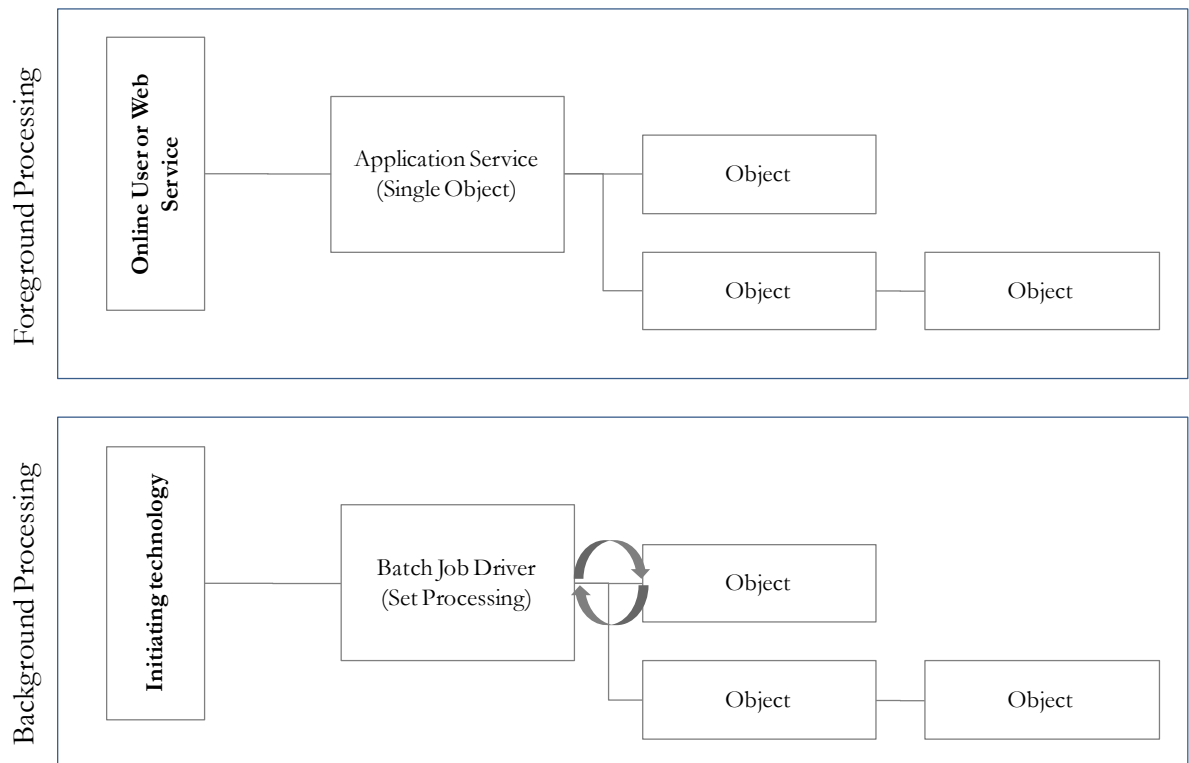 Foreground Processing
Online User or Web
Service
Application Service
(Single Object)
Object
Object
Object
Background Processing
Initiating technology
Batch Job Driver
(Set Processing)
Object
Object
Object